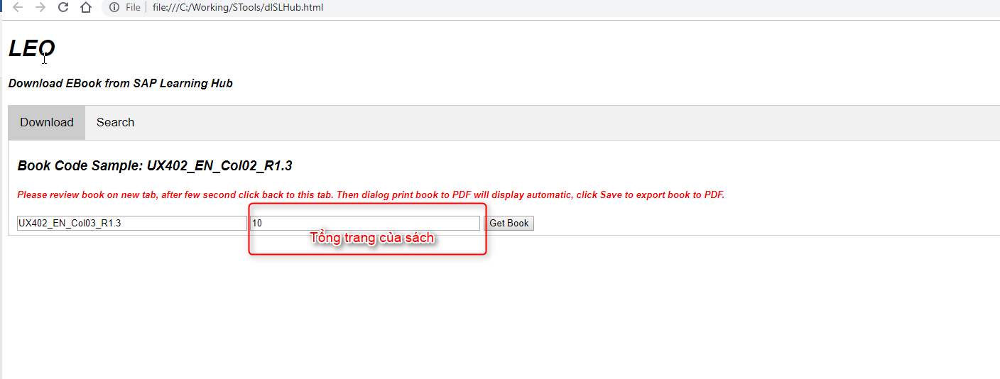 File file:///C:/Working/STools/dlSLHub.html
LEO
Download EBook from SAP Learning Hub
Download Search
Book Code Sample: UX402_EN_Col02_R1.3
Please review book on new tab, after few second click back to this tab. Then dialog print book to PDF will display automatic, click Save to export book to PDF.
UX402_EN_Col03_R1.3 10 Get Book
Tổng trang của sách